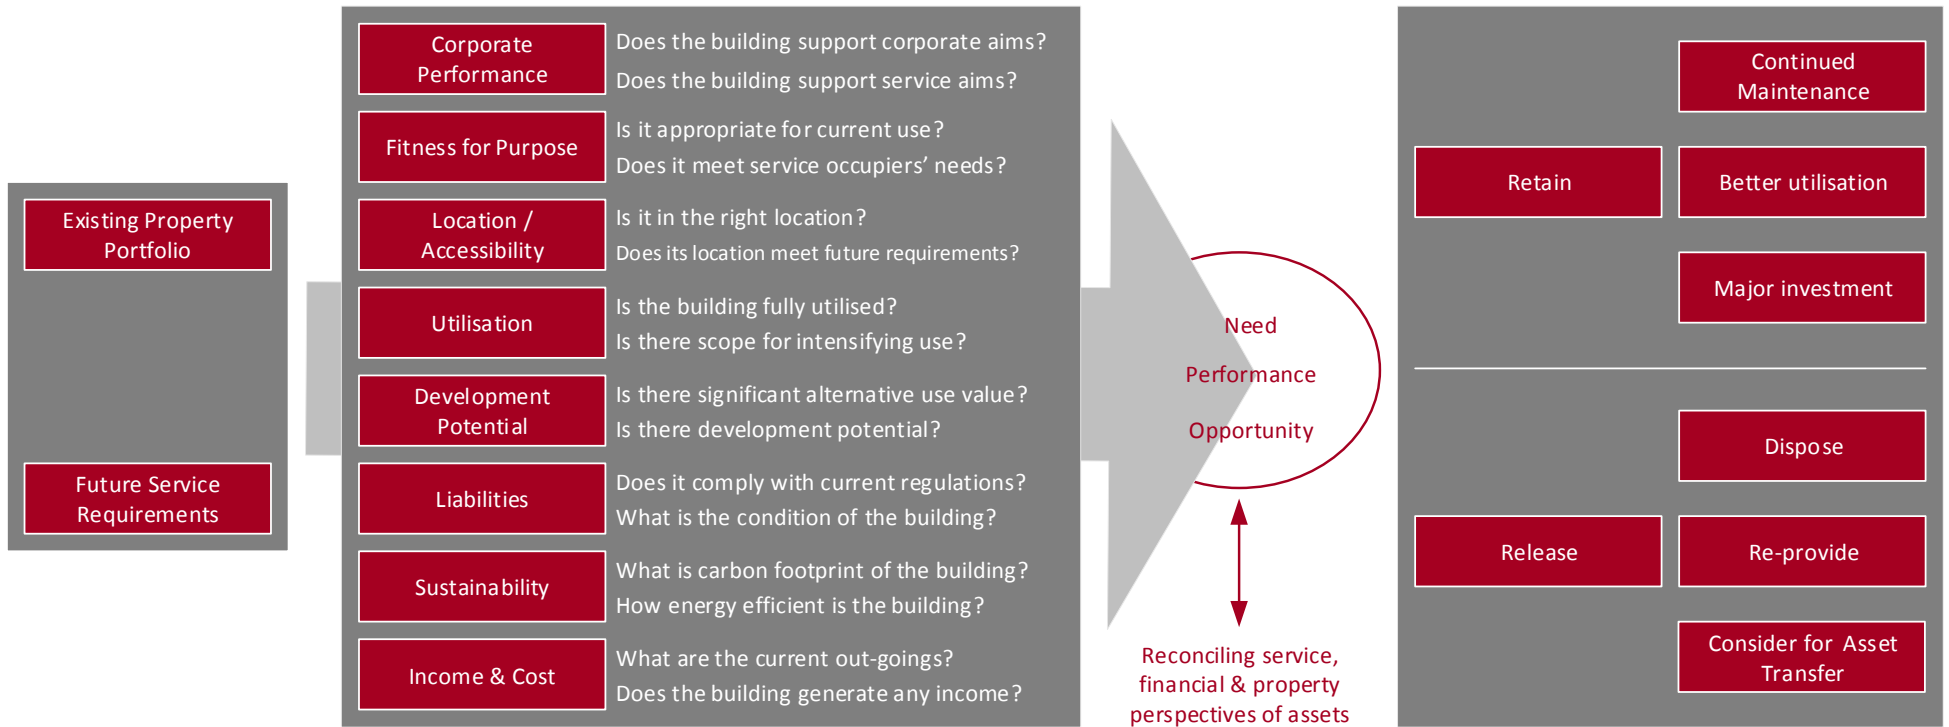 Existing Property
Portfolio
Future Service
Requirements
Corporate
Performance
Does the building support corporate aims?
Does the building support service aims?
Fitness for Purpose
Is it appropriate for current use?
Does it meet service occupiers’ needs?
Location /
Accessibility
Is it in the right location?
Does its location meet future requirements?
Utilisation
Is the building fully utilised?
Is there scope for intensifying use?
Development
Potential
Is there significant alternative use value?
Is there development potential?
Liabilities
Does it comply with current regulations?
What is the condition of the building?
Sustainability
What is carbon footprint of the building?
How energy efficient is the building?
Income & Cost
What are the current out-goings?
Does the building generate any income?
Need
Performance
Opportunity
Reconciling service,
financial & property
perspectives of assets
Retain
Continued
Maintenance
Better utilisation
Major investment
Release
Dispose
Re-provide
Consider for Asset
Transfer